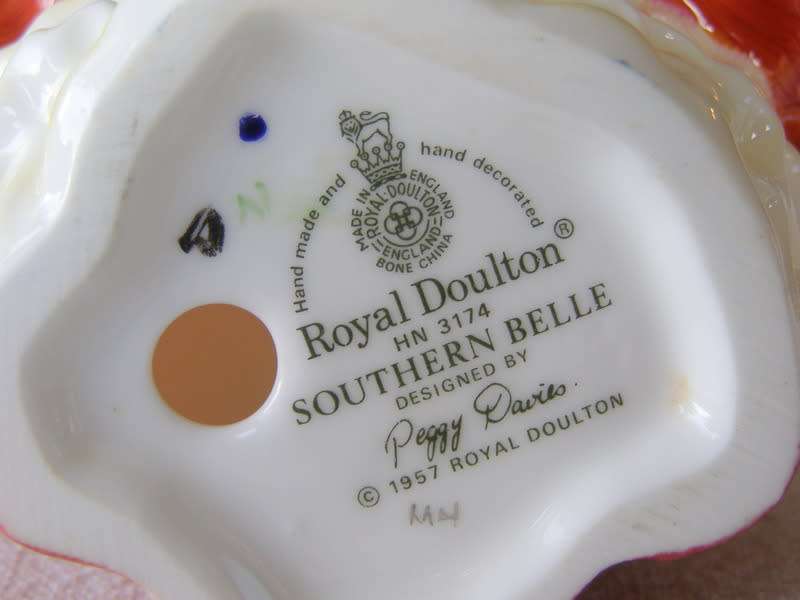 Hand made and hand decorated
MADE IN ENGLAND
ROYAL DOULTON
ENGLAND
BONE CHINA
Royal Doulton ®
HN 3174
SOUTHERN BELLE
DESIGNED BY
Peggy Davies.
© 1957 ROYAL DOULTON
N